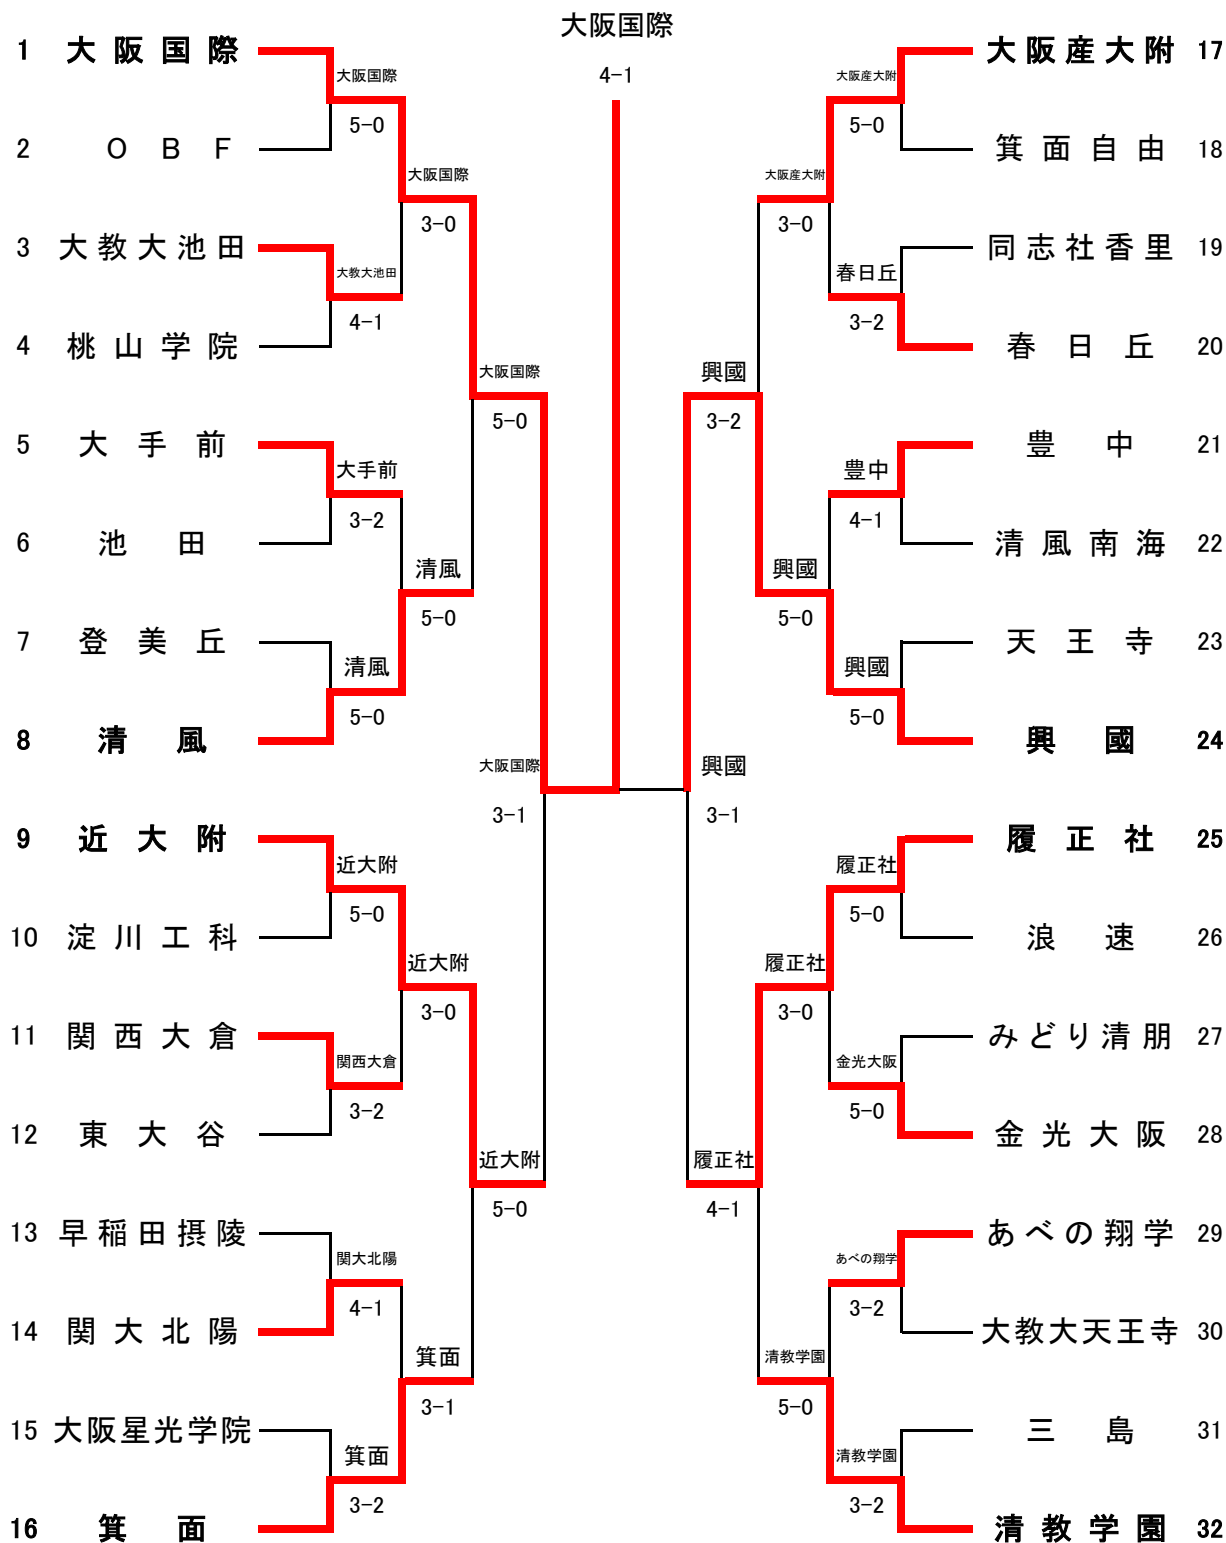 大阪国際
4-1
1 大阪国際
大阪国際
5-0
2 OBF
大阪国際
3-0
3 大教大池田
大教大池田
4-1
4 桃山学院
大阪国際
5-0
5 大手前
大手前
3-2
6 池田
清風
5-0
7 登美丘
清風
5-0
8 清風
大阪国際
3-1
9 近大附
近大附
5-0
10 淀川工科
近大附
3-0
11 関西大倉
関西大倉
3-2
12 東大谷
近大附
5-0
13 早稲田摂陵
関大北陽
4-1
14 関大北陽
箕面
3-1
15 大阪星光学院
箕面
3-2
16 箕面
大阪産大附 17
大阪産大附
5-0
箕面自由 18
大阪産大附
3-0
同志社香里 19
春日丘
3-2
春日丘 20
興國
3-2
豊中 21
豊中
4-1
清風南海 22
興國
5-0
天王寺 23
興國
5-0
興國 24
興國
3-1
履正社 25
履正社
5-0
浪速 26
履正社
3-0
みどり清朋 27
金光大阪
5-0
金光大阪 28
履正社
4-1
あべの翔学 29
あべの翔学
3-2
大教大天王寺 30
清教学園
5-0
三島 31
清教学園
3-2
清教学園 32